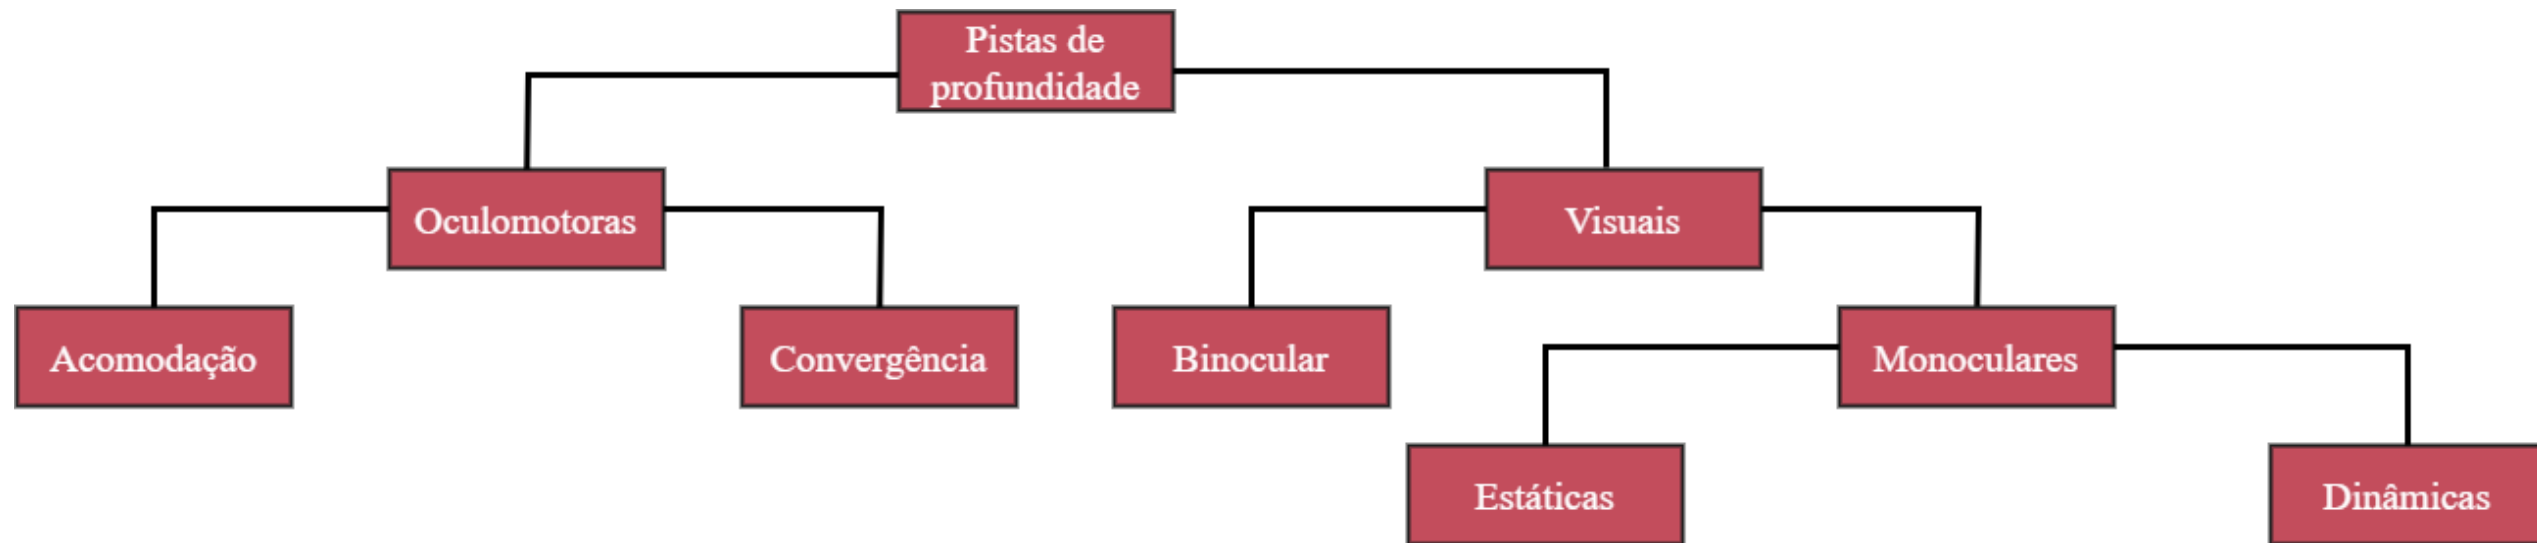 Pistas de
profundidade
Oculomotoras
Visuais
Acomodação
Convergência
Binocular
Monoculares
Estáticas
Dinâmicas